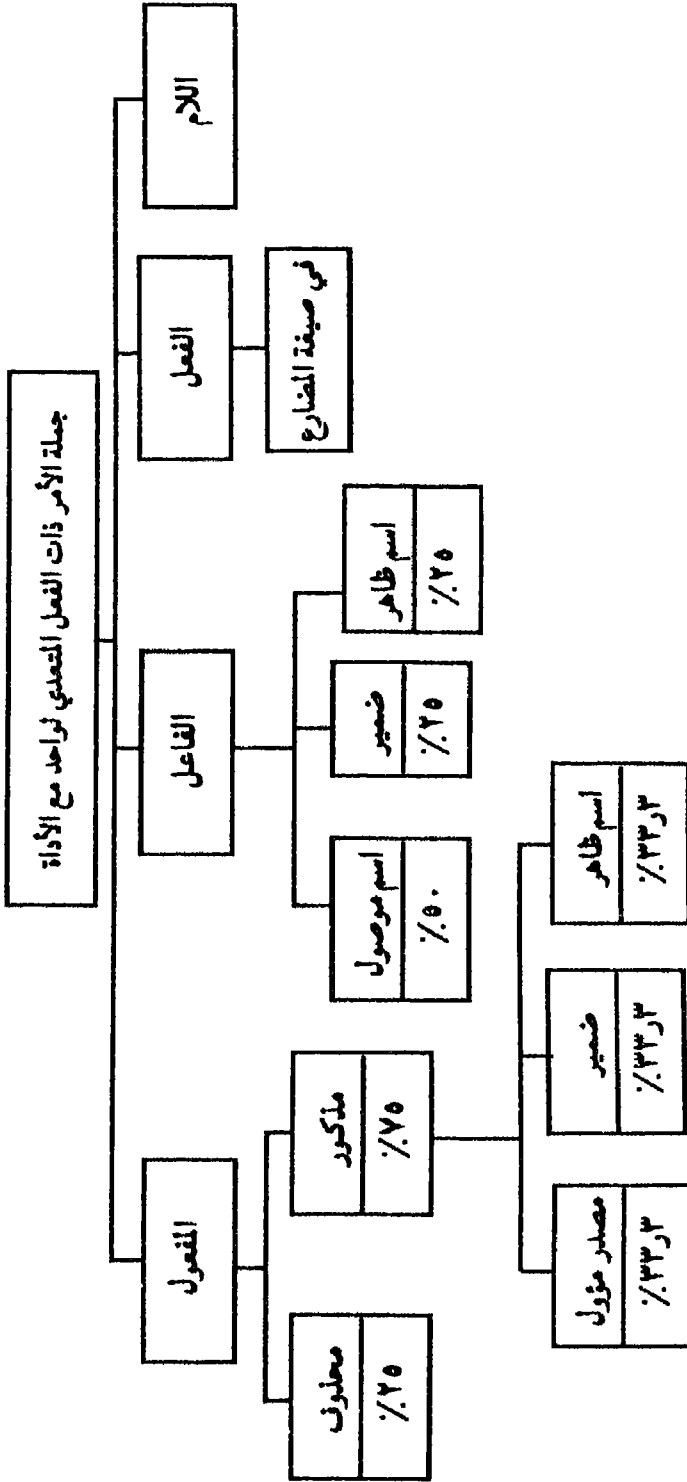 جملة الأمر ذات الفعل المتعدي لواحد مع الأداة
اللام
الفعل
الفاعل
المفعول
في صيغة المضارع
اسم ظاهر
٪٢٥
ضمير
٪٢٥
اسم موصول
٪٥٠
مذكور
٪٧٥
محذوف
٪٢٥
اسم ظاهر
٪٣٣٫٣
ضمير
٪٣٣٫٣
مصدر مؤول
٪٣٣٫٣